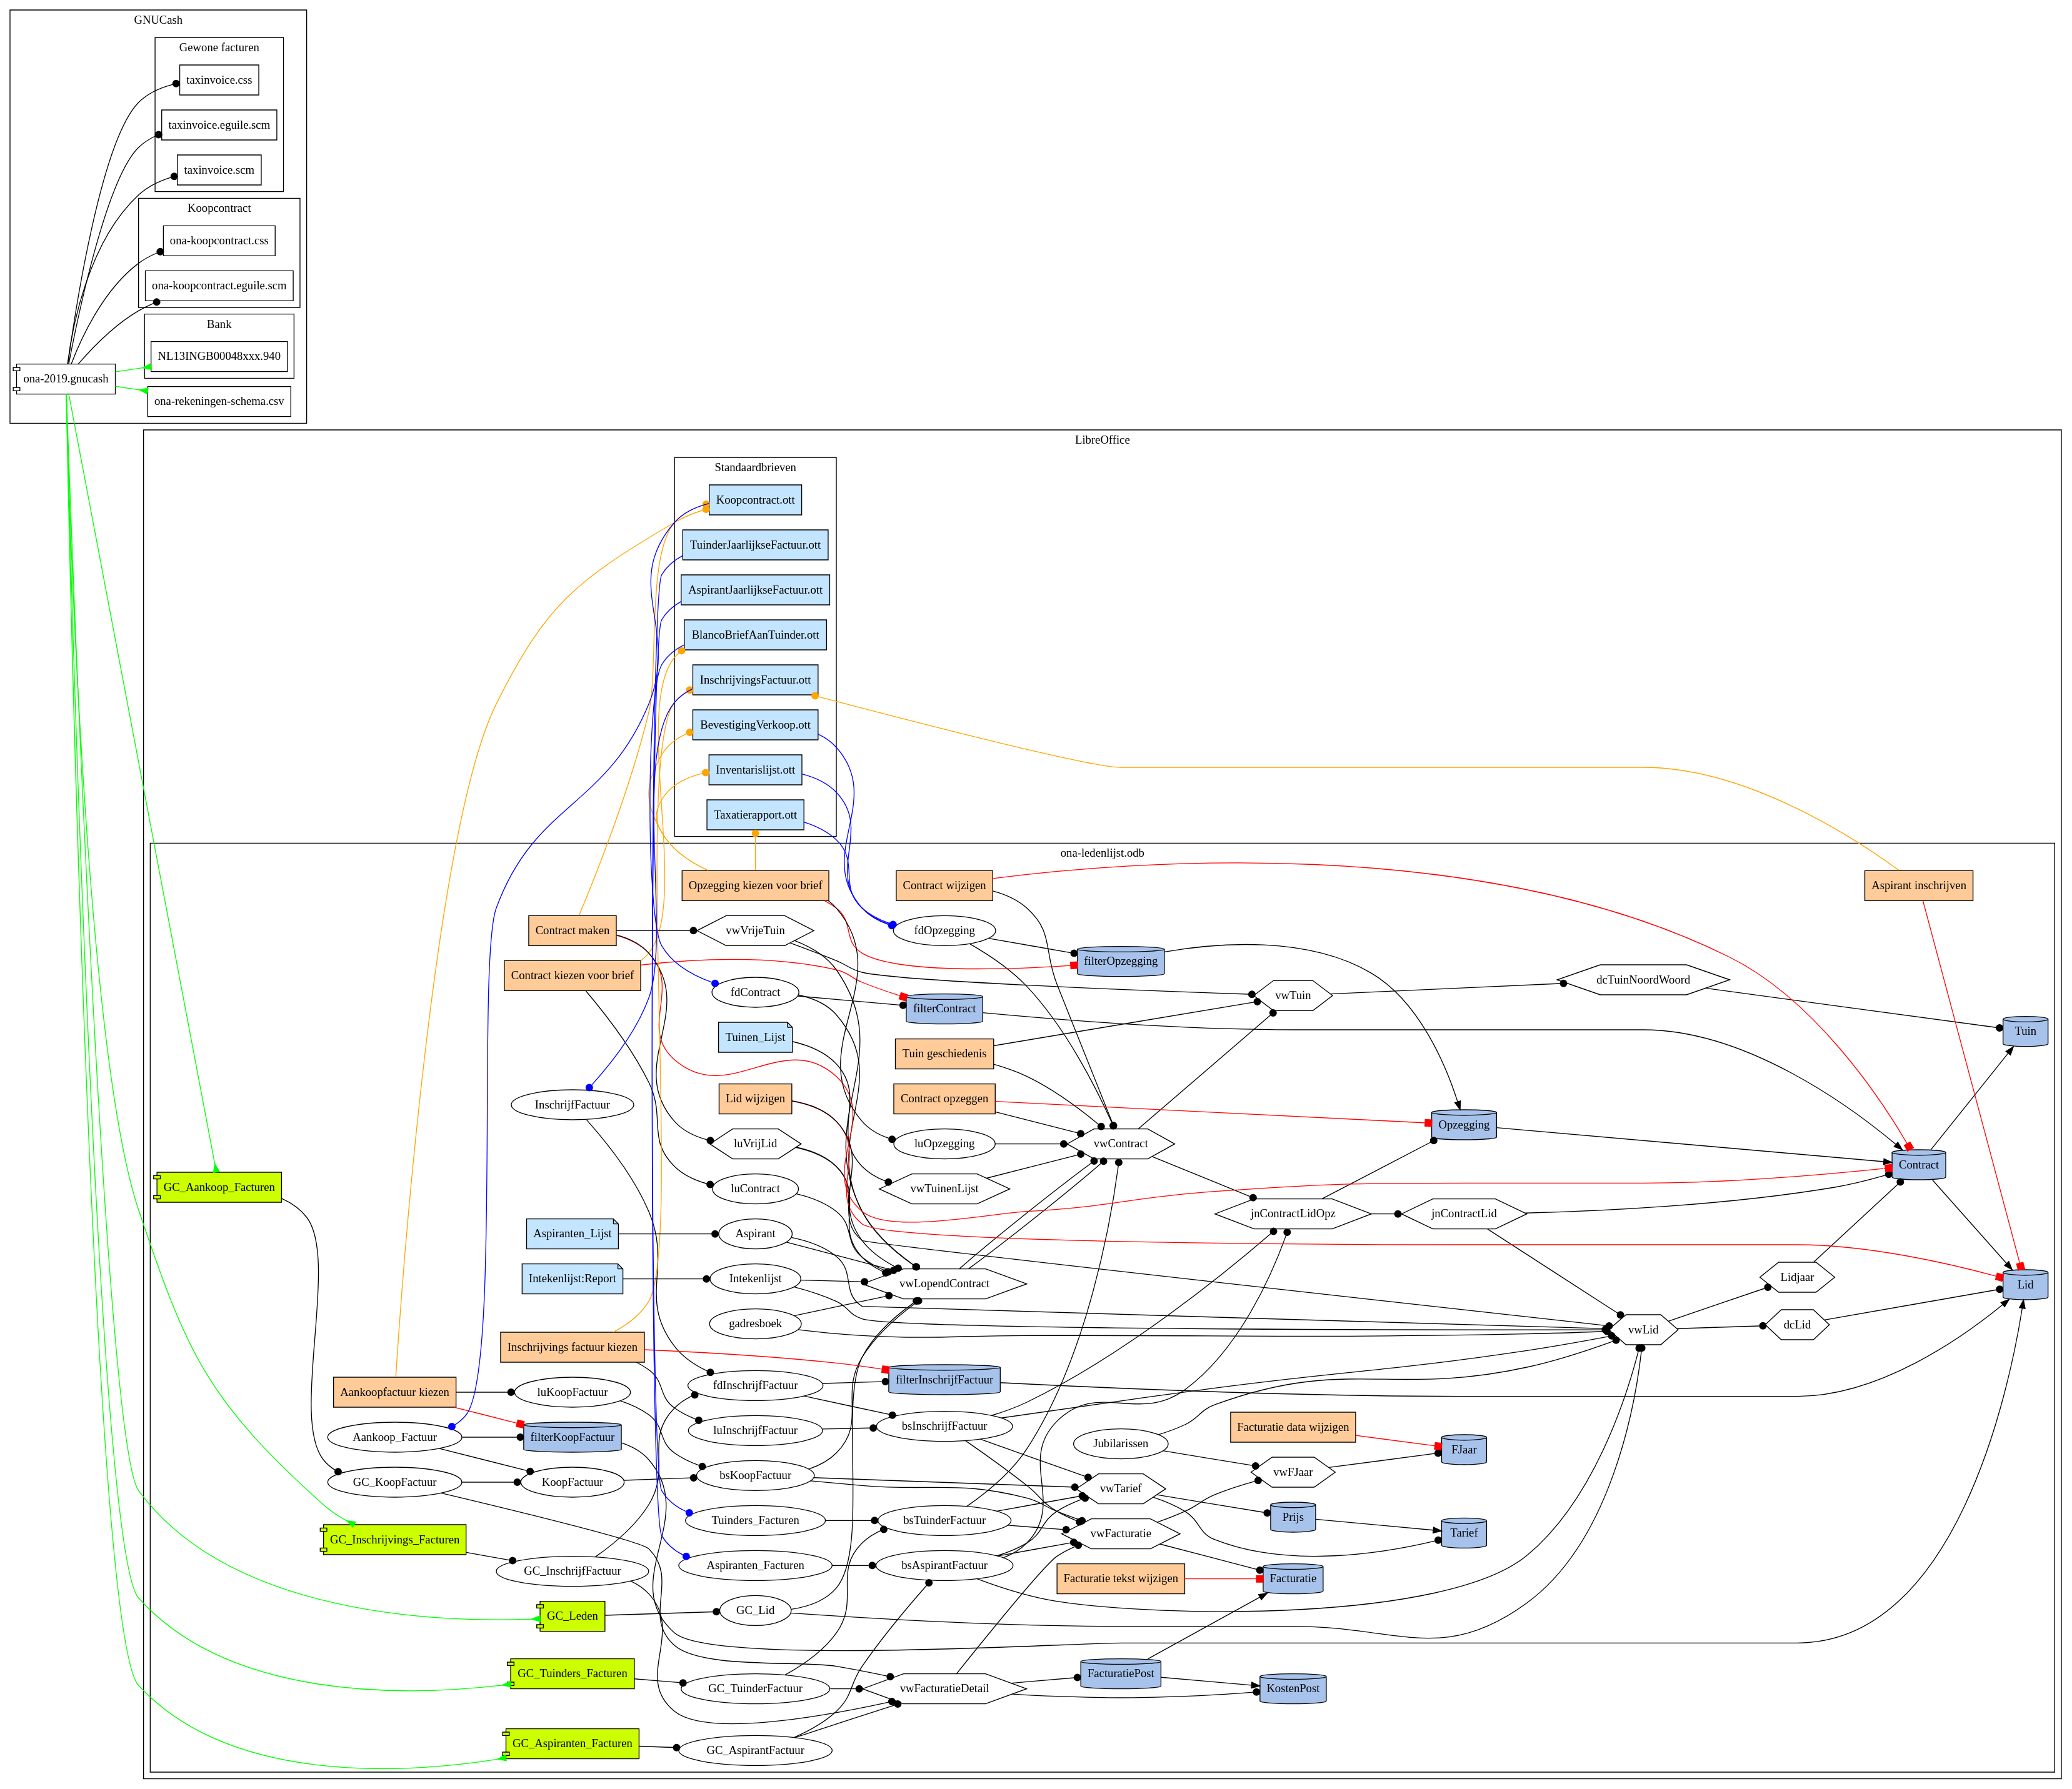 GNUCash
Gewone facturen
taxinvoice.css
taxinvoice.eguile.scm
taxinvoice.scm
Koopcontract
ona-koopcontract.css
ona-koopcontract.eguile.scm
Bank
NL13INGB00048xxx.940
ona-2019.gnucash
ona-rekeningen-schema.csv
LibreOffice
Standaardbrieven
Koopcontract.ott
TuinderJaarlijkseFactuur.ott
AspirantJaarlijkseFactuur.ott
BlancoBriefAanTuinder.ott
InschrijvingsFactuur.ott
BevestigingVerkoop.ott
Inventarislijst.ott
Taxatierapport.ott
ona-ledenlijst.odb
Opzegging kiezen voor brief
Contract wijzigen
Aspirant inschrijven
Contract maken
vwVrijeTuin
fdOpzegging
filterOpzegging
Contract kiezen voor brief
dcTuinNoordWoord
fdContract
vwTuin
filterContract
Tuin
Tuinen_Lijst
Tuin geschiedenis
Lid wijzigen
Contract opzeggen
InschrijfFactuur
Opzegging
luVrijLid
luOpzegging
vwContract
Contract
GC_Aankoop_Facturen
luContract
vwTuinenLijst
jnContractLidOpz
jnContractLid
Aspiranten_Lijst
Aspirant
Intekenlijst:Report
Intekenlijst
vwLopendContract
Lidjaar
Lid
gadresboek
vwLid
dcLid
Inschrijvings factuur kiezen
filterInschrijfFactuur
Aankoopfactuur kiezen
luKoopFactuur
fdInschrijfFactuur
Aankoop_Factuur
filterKoopFactuur
luInschrijfFactuur
bsInschrijfFactuur
Facturatie data wijzigen
Jubilarissen
FJaar
GC_KoopFactuur
KoopFactuur
bsKoopFactuur
vwFJaar
vwTarief
Tuinders_Facturen
bsTuinderFactuur
Prijs
GC_Inschrijvings_Facturen
vwFacturatie
Tarief
GC_InschrijfFactuur
Aspiranten_Facturen
bsAspirantFactuur
Facturatie tekst wijzigen
Facturatie
GC_Leden
GC_Lid
GC_Tuinders_Facturen
GC_TuinderFactuur
vwFacturatieDetail
FacturatiePost
KostenPost
GC_Aspiranten_Facturen
GC_AspirantFactuur